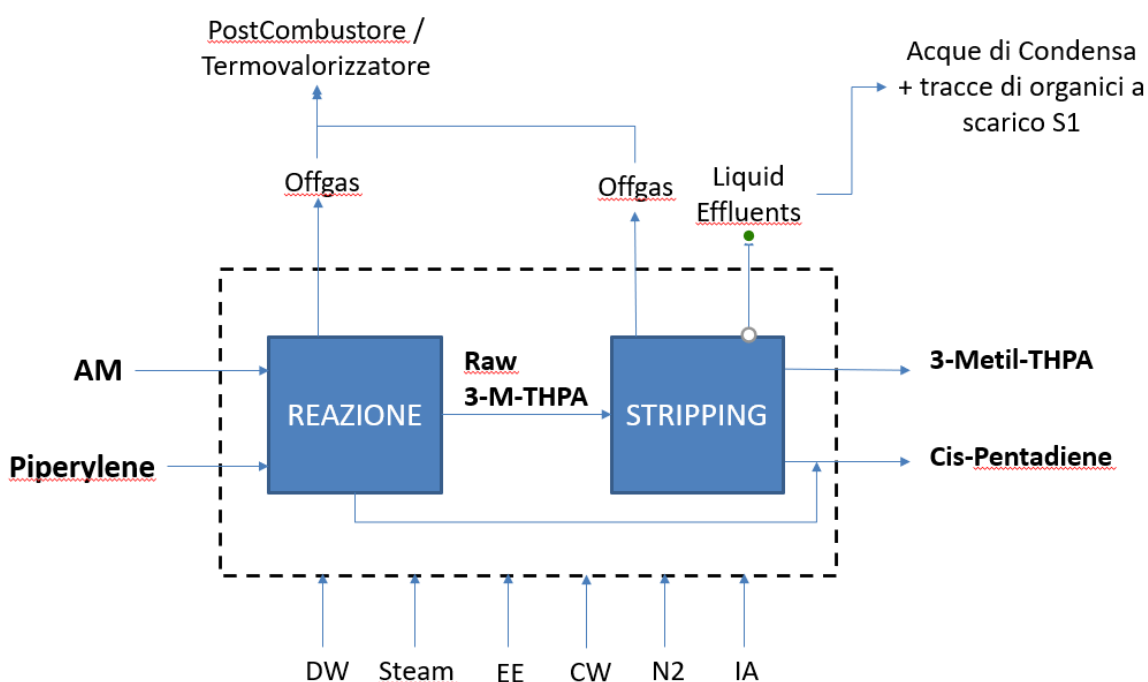 PostCombustore /
Termovalorizzatore
Acque di Condensa
+ tracce di organici a
scarico S1
Offgas
Offgas
Liquid
Effluents
AM
Piperylene
REAZIONE
Raw
3-M-THPA
STRIPPING
3-Metil-THPA
Cis-Pentadiene
DW
Steam
EE
CW
N2
IA